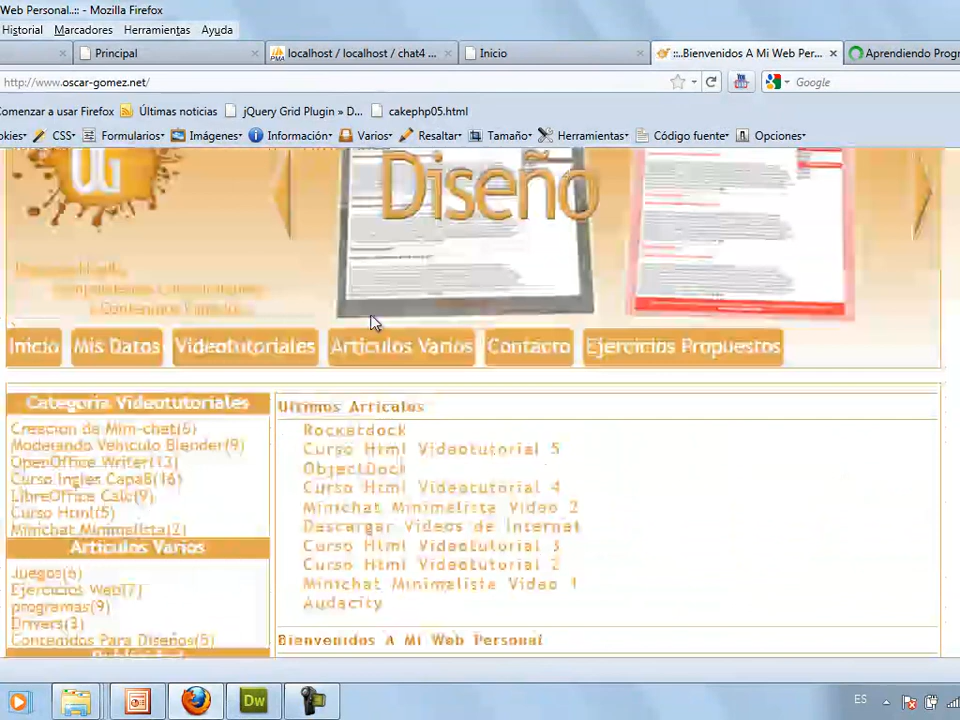 Web Personal..:: - Mozilla Firefox
Historial Marcadores Herramientas Ayuda
Principal localhost / localhost / chat4 ... Inicio ::..Bienvenidos A Mi Web Per... Aprendiendo Progr
http://www.oscar-gomez.net/ Google
Comenzar a usar Firefox Últimas noticias jQuery Grid Plugin » D... cakephp05.html
okies CSS Formularios Imágenes Información Varios Resaltar Tamaño Herramientas Código fuente Opciones
Diseño
Inicio Mis Datos Videotutoriales Articulos Varios Contacto Ejercicios Propuestos
Categoria Videotutoriales
Creacion de Mim-chat(6)
Moderando Vehiculo Blender(9)
OpenOffice Writer(13)
Curso Ingles Capa8(16)
LibreOffice Calc(9)
Curso Html(5)
Minichat Minimalista(2)
Articulos Varios
Juegos(6)
Ejercicios Web(7)
programas(9)
Drivers(3)
Contenidos Para Diseños(5)
Publicidad
Ultimos Articulos
Rocketdock
Curso Html Videotutorial 5
ObjectDock
Curso Html Videotutorial 4
Minichat Minimalista Video 2
Descargar Videos de Internet
Curso Html Videotutorial 3
Curso Html Videotutorial 2
Minichat Minimalista Video 1
Audacity
Bienvenidos A Mi Web Personal
Dw
ES